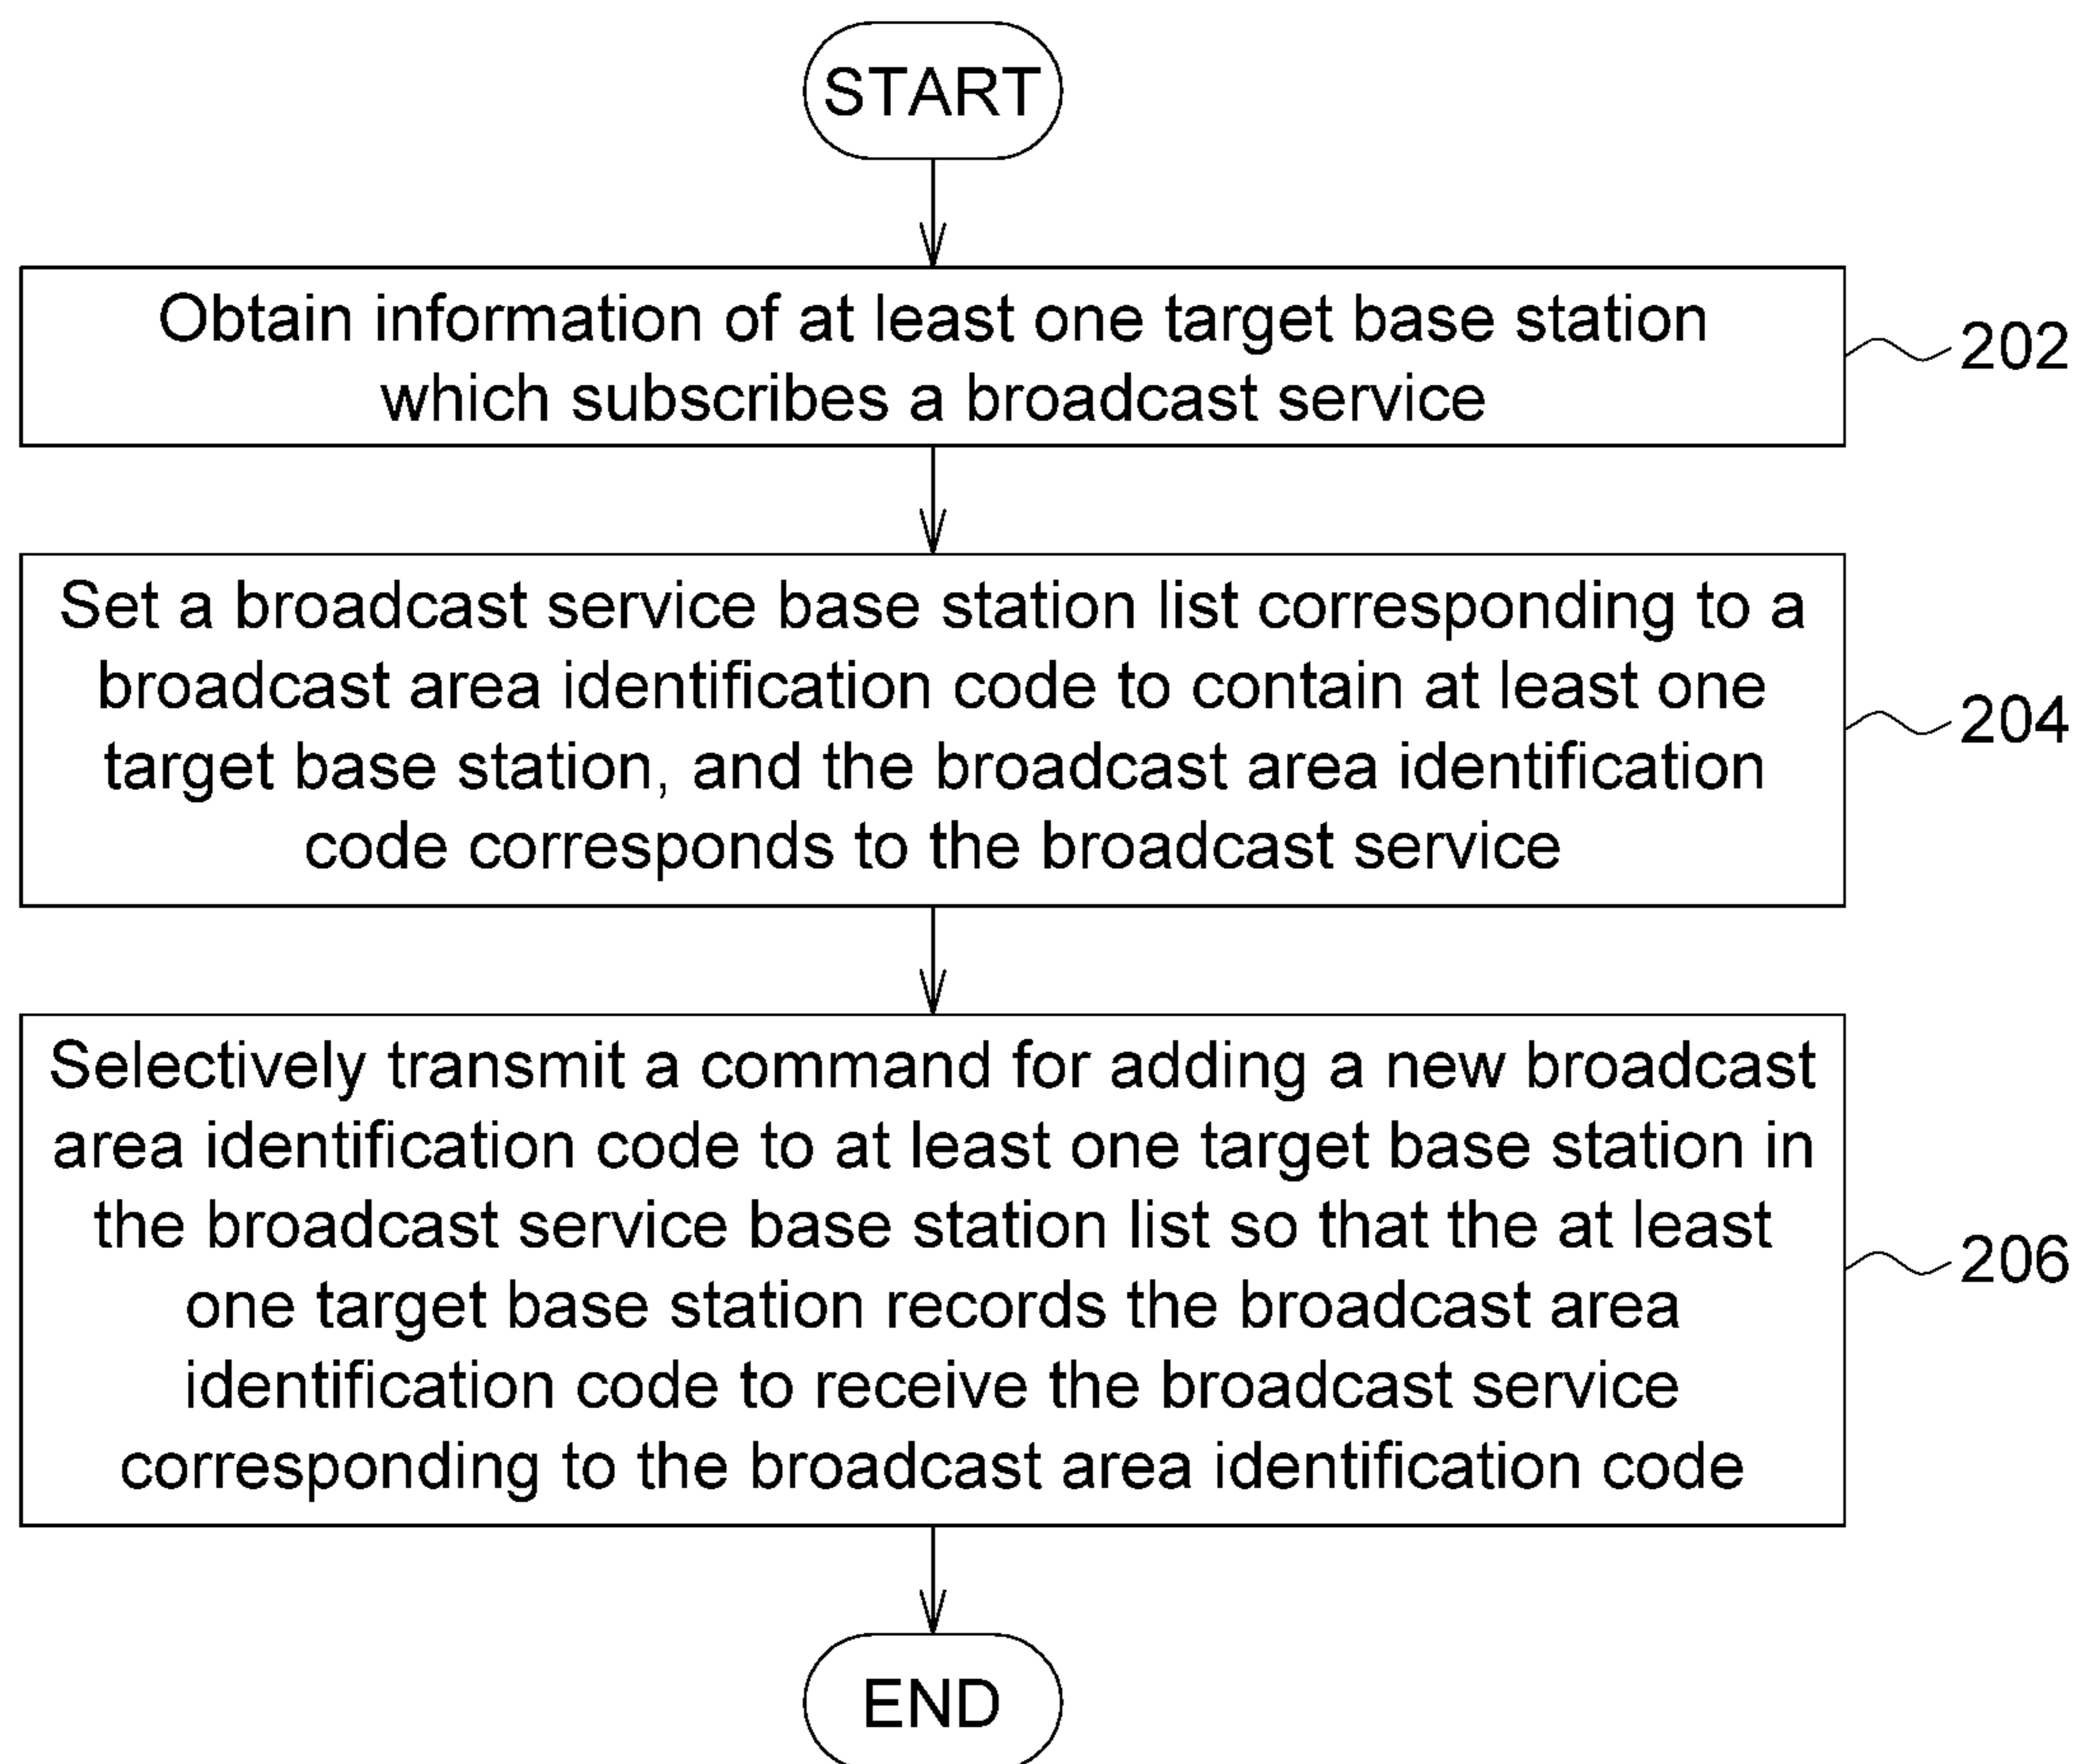 START
Obtain information of at least one target base station
which subscribes a broadcast service
202
Set a broadcast service base station list corresponding to a
broadcast area identification code to contain at least one
target base station, and the broadcast area identification
code corresponds to the broadcast service
204
Selectively transmit a command for adding a new broadcast
area identification code to at least one target base station in
the broadcast service base station list so that the at least
one target base station records the broadcast area
identification code to receive the broadcast service
corresponding to the broadcast area identification code
206
END